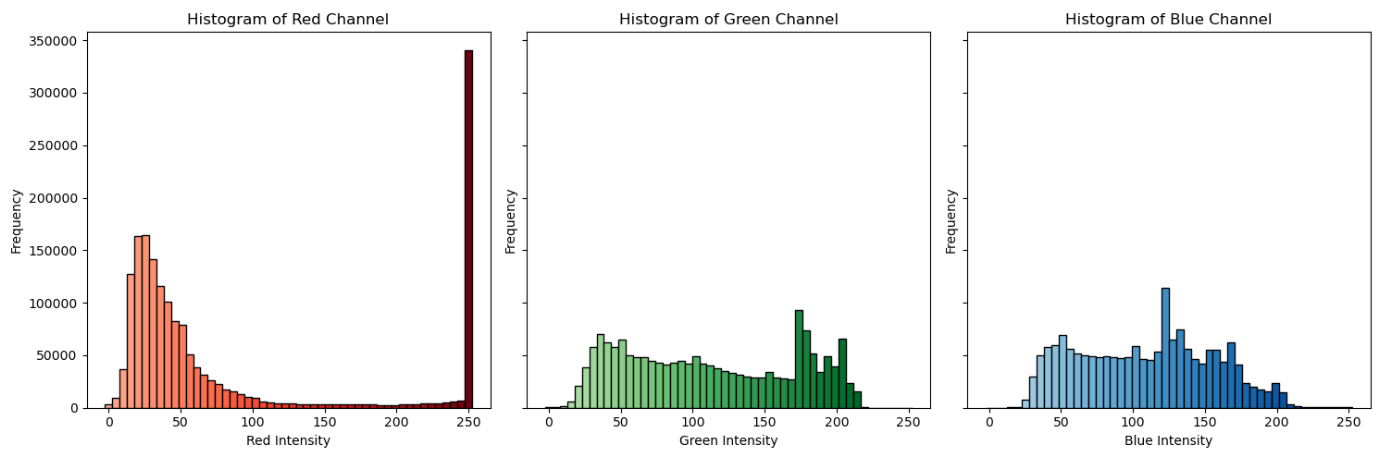 Histogram of Red Channel
Histogram of Green Channel
Histogram of Blue Channel
350000
300000
250000
200000
150000
100000
50000
0
Frequency
0 50 100 150 200 250
Red Intensity
Frequency
0 50 100 150 200 250
Green Intensity
Frequency
0 50 100 150 200 250
Blue Intensity